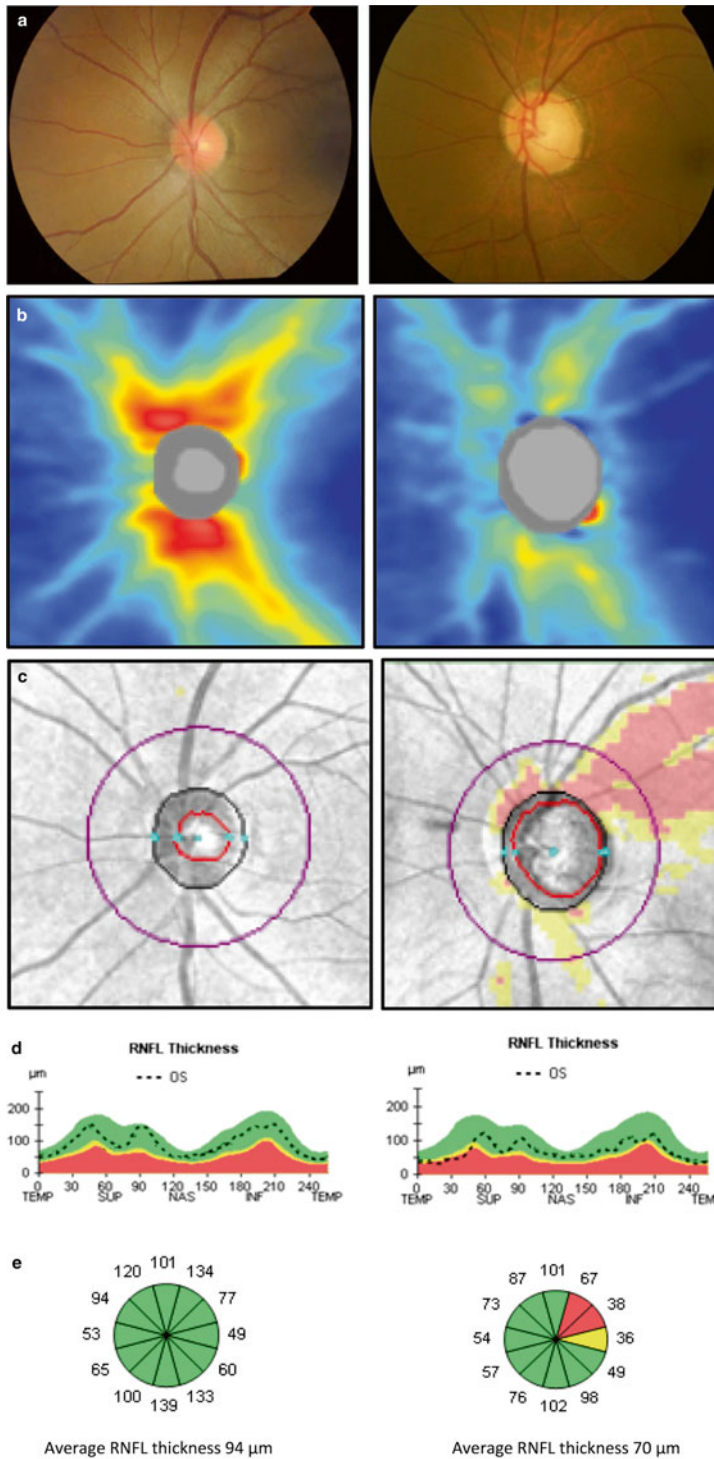 a
b
c
d
RNFL Thickness
µm
--- OS
200
100
0
0 30 60 90 120 150 180 210 240
TEMP SUP NAS INF TEMP
RNFL Thickness
µm
--- OS
200
100
0
0 30 60 90 120 150 180 210 240
TEMP SUP NAS INF TEM
e
101
120 134
94 77
53 49
65 60
100 133
139
Average RNFL thickness 94 µm
101
87 67
73 38
54 36
57 49
76 98
102
Average RNFL thickness 70 µm